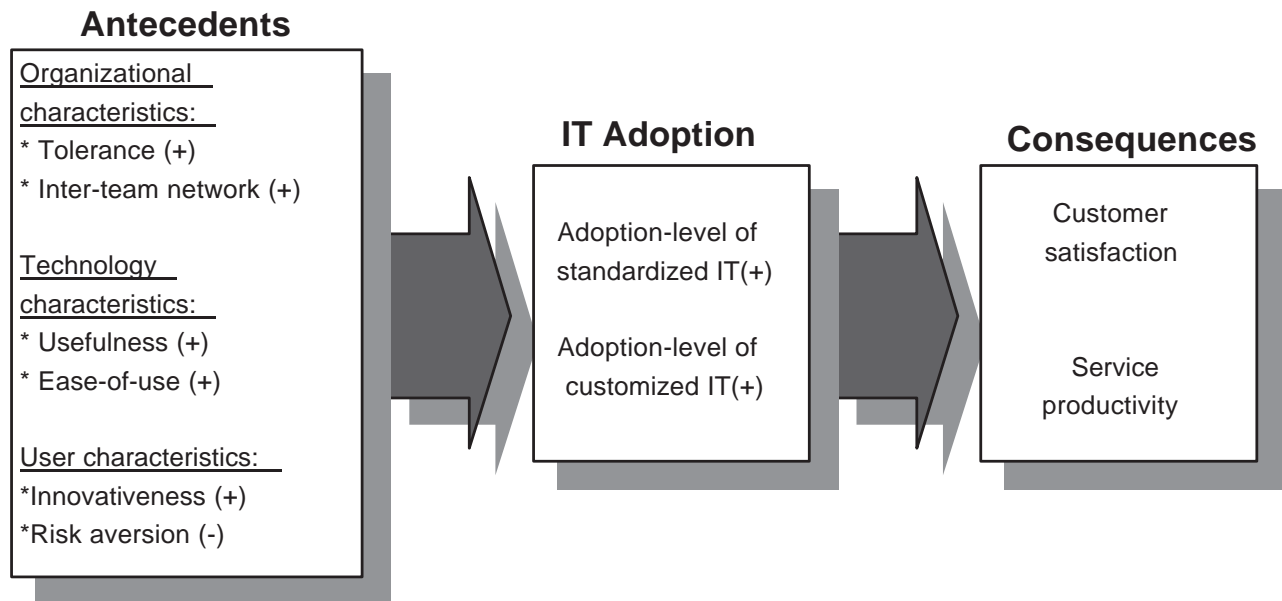 Antecedents
Organizational
characteristics:
* Tolerance (+)
* Inter-team network (+)
Technology
characteristics:
* Usefulness (+)
* Ease-of-use (+)
User characteristics:
*Innovativeness (+)
*Risk aversion (-)
IT Adoption
Adoption-level of
standardized IT(+)
Adoption-level of
customized IT(+)
Consequences
Customer
satisfaction
Service
productivity